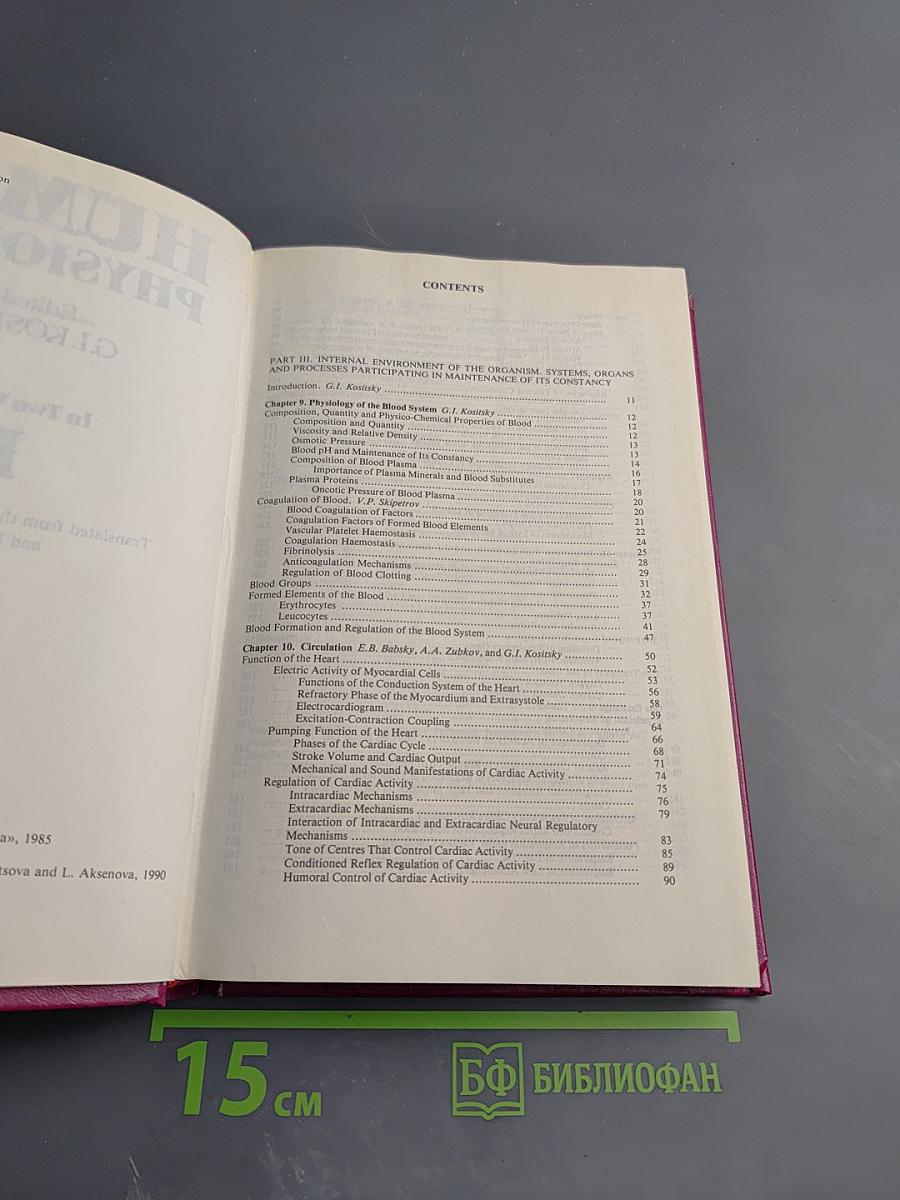 on
a», 1985
tsova and L. Aksenova, 1990
CONTENTS
PART III. INTERNAL ENVIRONMENT OF THE ORGANISM. SYSTEMS, ORGANS
AND PROCESSES PARTICIPATING IN MAINTENANCE OF ITS CONSTANCY
Introduction. G.I. Kositsky 11
Chapter 9. Physiology of the Blood System G.I. Kositsky 12
Composition, Quantity and Physico-Chemical Properties of Blood 12
Composition and Quantity 12
Viscosity and Relative Density 13
Osmotic Pressure 13
Blood pH and Maintenance of Its Constancy 14
Composition of Blood Plasma 16
Importance of Plasma Minerals and Blood Substitutes 17
Plasma Proteins 18
Oncotic Pressure of Blood Plasma 20
Coagulation of Blood. V.P. Skipetrov 20
Blood Coagulation of Factors 21
Coagulation Factors of Formed Blood Elements 22
Vascular Platelet Haemostasis 24
Coagulation Haemostasis 25
Fibrinolysis 28
Anticoagulation Mechanisms 29
Regulation of Blood Clotting 31
Blood Groups 32
Formed Elements of the Blood 37
Erythrocytes 37
Leucocytes 41
Blood Formation and Regulation of the Blood System 47
Chapter 10. Circulation E.B. Babsky, A.A. Zubkov, and G.I. Kositsky 50
Function of the Heart 52
Electric Activity of Myocardial Cells 53
Functions of the Conduction System of the Heart 56
Refractory Phase of the Myocardium and Extrasystole 58
Electrocardiogram 59
Excitation-Contraction Coupling 64
Pumping Function of the Heart 66
Phases of the Cardiac Cycle 68
Stroke Volume and Cardiac Output 71
Mechanical and Sound Manifestations of Cardiac Activity 74
Regulation of Cardiac Activity 75
Intracardiac Mechanisms 76
Extracardiac Mechanisms 79
Interaction of Intracardiac and Extracardiac Neural Regulatory
Mechanisms 83
Tone of Centres That Control Cardiac Activity 85
Conditioned Reflex Regulation of Cardiac Activity 89
Humoral Control of Cardiac Activity 90
15 см
БФ БИБЛИОФАН